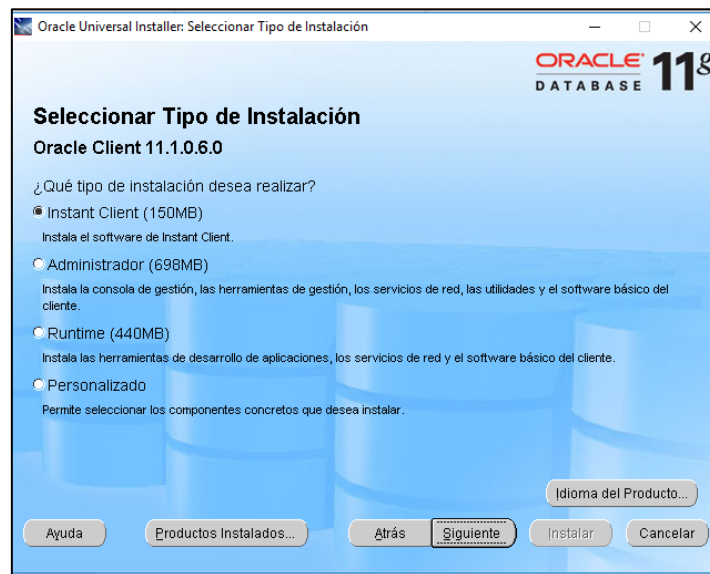 Oracle Universal Installer: Seleccionar Tipo de Instalación
ORACLE
DATABASE 11g
Seleccionar Tipo de Instalación
Oracle Client 11.1.0.6.0
¿Qué tipo de instalación desea realizar?
Instant Client (150MB)
Instala el software de Instant Client.
Administrador (698MB)
Instala la consola de gestión, las herramientas de gestión, los servicios de red, las utilidades y el software básico del
cliente.
Runtime (440MB)
Instala las herramientas de desarrollo de aplicaciones, los servicios de red y el software básico del cliente.
Personalizado
Permite seleccionar los componentes concretos que desea instalar.
Idioma del Producto...
Ayuda Productos Instalados... Atrás Siguiente Instalar Cancelar